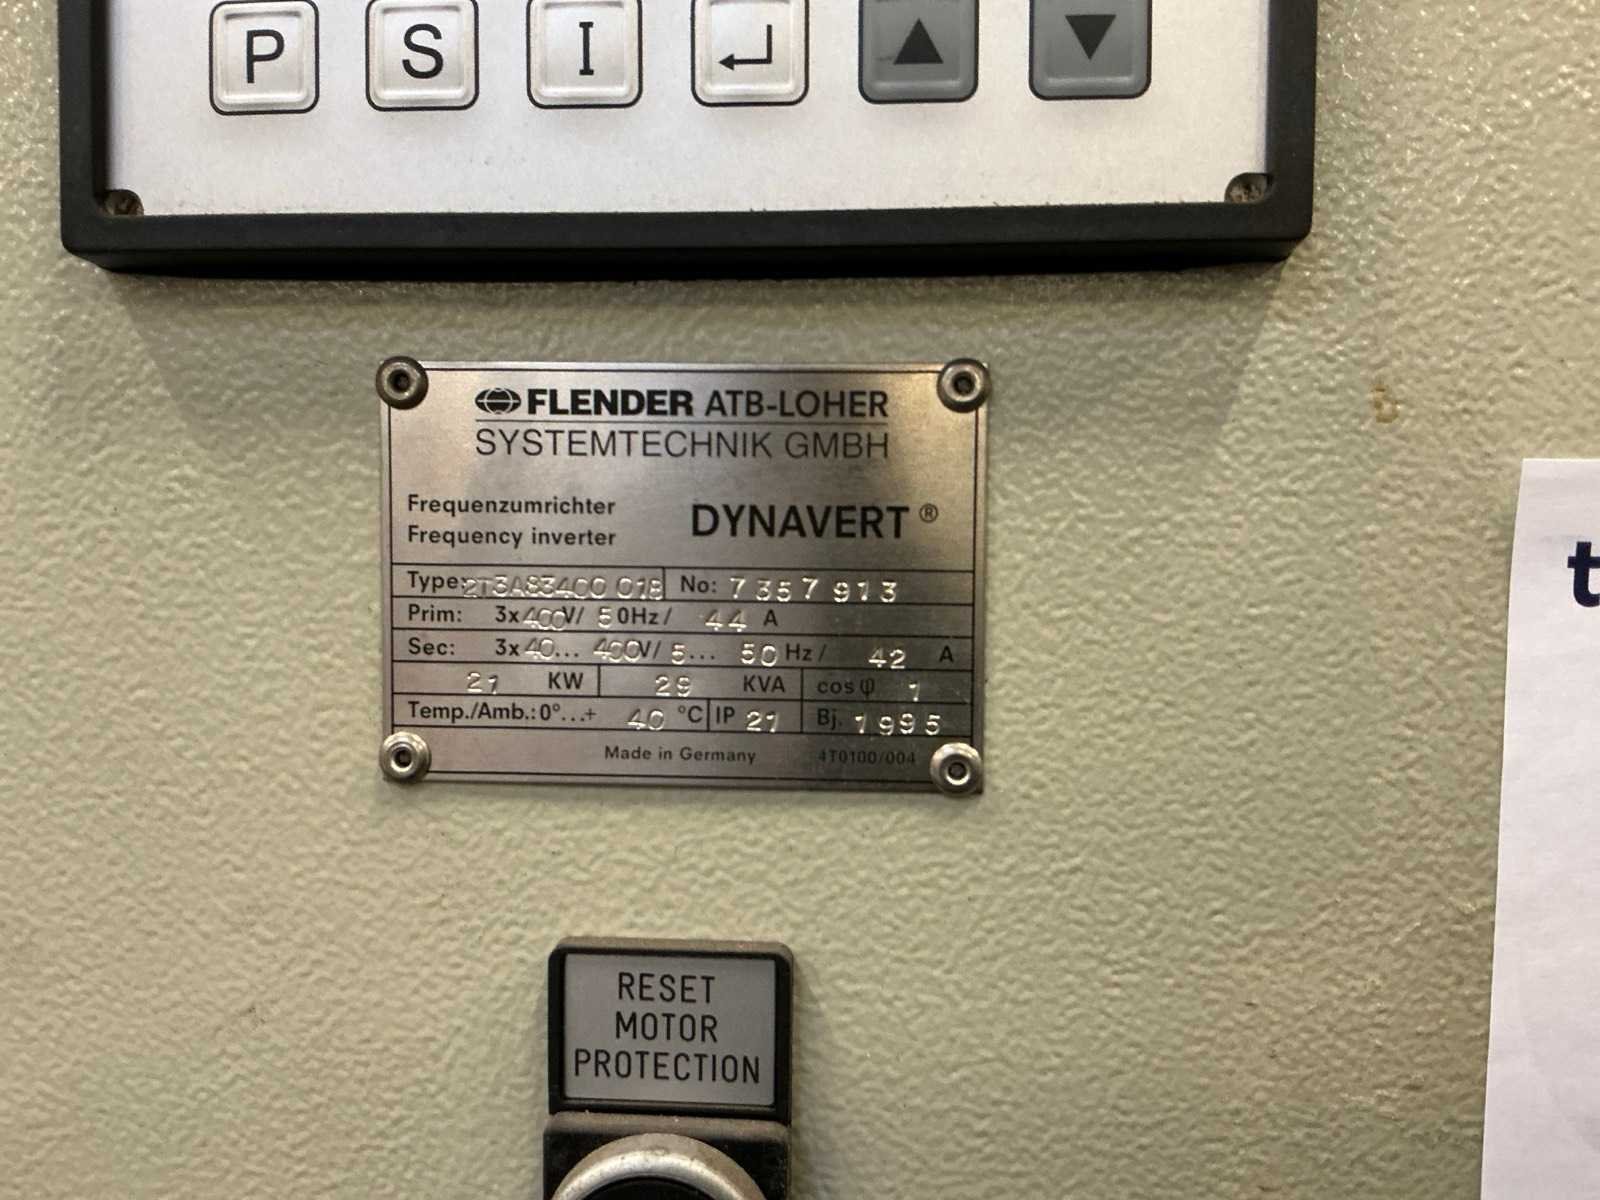 P S I
FLENDER ATB-LOHER
SYSTEMTECHNIK GMBH
Frequenzumrichter
Frequency inverter
DYNAVERT ®
Type: 2T3A83400 01B No: 7357913
Prim: 3x400V/ 50Hz/ 44 A
Sec: 3x40... 400V/ 5... 50 Hz/ 42 A
21 KW 29 KVA cos φ 1
Temp./Amb.: 0°...+ 40 °C IP 21 Bj. 1995
Made in Germany 4T0100/004
RESET
MOTOR
PROTECTION
t